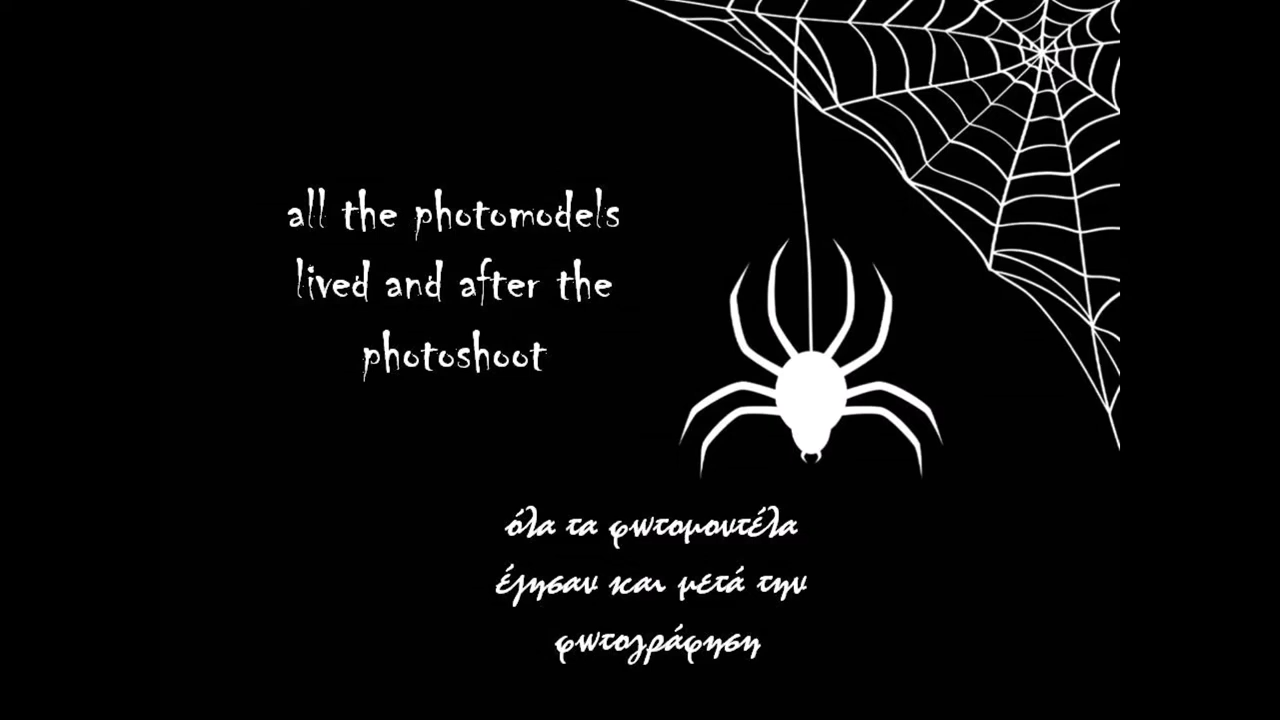 all the photomodels
lived and after the
photoshoot
όλα τα φωτομοντέλα
έζησαν και μετά την
φωτογράφηση